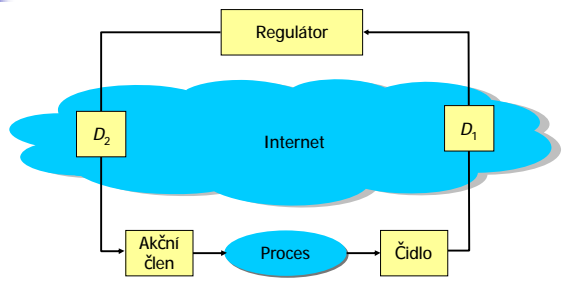 Regulátor
D2
Internet
D1
Akční
člen
Proces
Čidlo